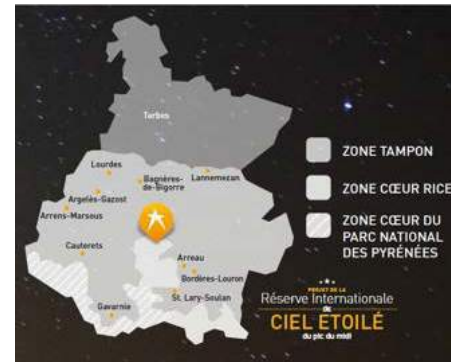 Tarbes
Lourdes
Bagnères-
de-Bigorre
Lannemezan
Argelès-Gazost
Arrens-Marsous
Cauterets
Arreau
Bordères-Louron
St. Lary-Soulan
Gavarnie
ZONE TAMPON
ZONE CŒUR RICE
ZONE CŒUR DU
PARC NATIONAL
DES PYRÉNÉES
PROJET DE LA
Réserve Internationale
de
CIEL ÉTOILÉ
du pic du midi